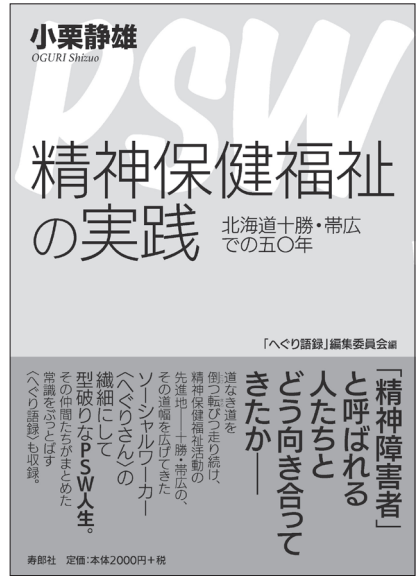 PSW
小栗静雄
OGURI Shizuo
精神保健福祉
の実践
北海道十勝・帯広
での五〇年
「へぐり語録」編集委員会編
「精神障害者」
と呼ばれる
人たちと
どう向き合って
きたか——
道なき道を
倒つ転びつ走り続け、
精神保健福祉活動の
先進地——十勝・帯広の、
その道幅を広げてきた
ソーシャルワーカー
〈へぐりさん〉の
繊細にして
型破りなPSW人生。
その仲間たちがまとめた
常識をぶっとばす
〈へぐり語録〉も収録。
寿郎社 定価:本体2000円+税